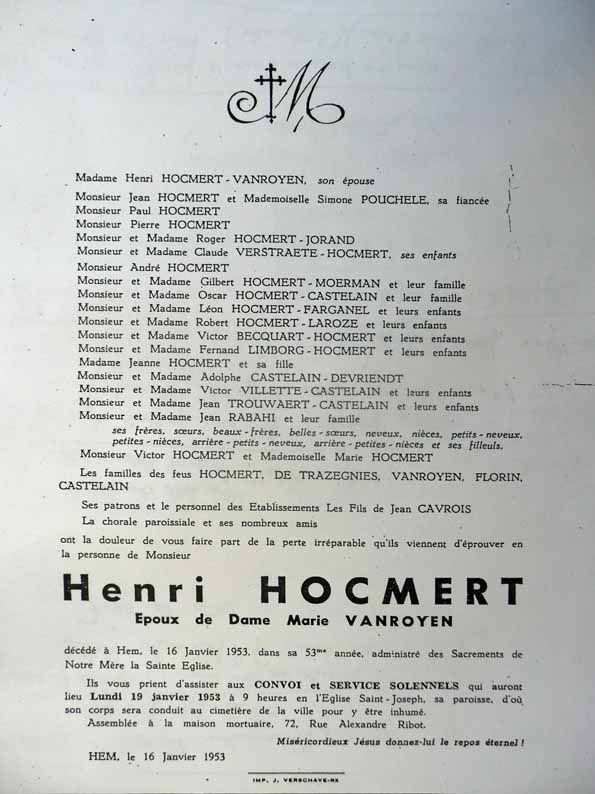 M
Madame Henri HOCMERT-VANROYEN, son épouse
Monsieur Jean HOCMERT et Mademoiselle Simone POUCHELE, sa fiancée
Monsieur Paul HOCMERT
Monsieur Pierre HOCMERT
Monsieur et Madame Roger HOCMERT-JORAND
Monsieur et Madame Claude VERSTRAETE-HOCMERT, ses enfants
Monsieur André HOCMERT
Monsieur et Madame Gilbert HOCMERT-MOERMAN et leur famille
Monsieur et Madame Oscar HOCMERT-CASTELAIN et leur famille
Monsieur et Madame Léon HOCMERT-FARGANEL et leurs enfants
Monsieur et Madame Robert HOCMERT-LAROZE et leurs enfants
Monsieur et Madame Victor BECQUART-HOCMERT et leurs enfants
Monsieur et Madame Fernand LIMBORG-HOCMERT et leurs enfants
Madame Jeanne HOCMERT et sa fille
Monsieur et Madame Adolphe CASTELAIN-DEVRIENDT
Monsieur et Madame Victor VILLETTE-CASTELAIN et leurs enfants
Monsieur et Madame Jean TROUWAERT-CASTELAIN et leurs enfants
Monsieur et Madame Jean RABAHI et leur famille
ses frères, sœurs, beaux-frères, belles-sœurs, neveux, nièces, petits-neveux,
petites-nièces, arrière-petits-neveux, arrière-petites-nièces et ses filleuls,
Monsieur Victor HOCMERT et Mademoiselle Marie HOCMERT
Les familles des feus HOCMERT, DE TRAZEGNIES, VANROYEN, FLORIN,
CASTELAIN
Ses patrons et le personnel des Etablissements Les Fils de Jean CAVROIS
La chorale paroissiale et ses nombreux amis
ont la douleur de vous faire part de la perte irréparable qu'ils viennent d'éprouver en
la personne de Monsieur
Henri HOCMERT
Epoux de Dame Marie VANROYEN
décédé à Hem, le 16 Janvier 1953, dans sa 53me année, administré des Sacrements de
Notre Mère la Sainte Eglise.
Ils vous prient d'assister aux CONVOI et SERVICE SOLENNELS qui auront
lieu Lundi 19 janvier 1953 à 9 heures en l'Eglise Saint-Joseph, sa paroisse, d'où
son corps sera conduit au cimetière de la ville pour y être inhumé.
Assemblée à la maison mortuaire, 72, Rue Alexandre Ribot.
Miséricordieux Jésus donnez-lui le repos éternel !
HEM, le 16 Janvier 1953
IMP. J. VERSCHAVE-RX